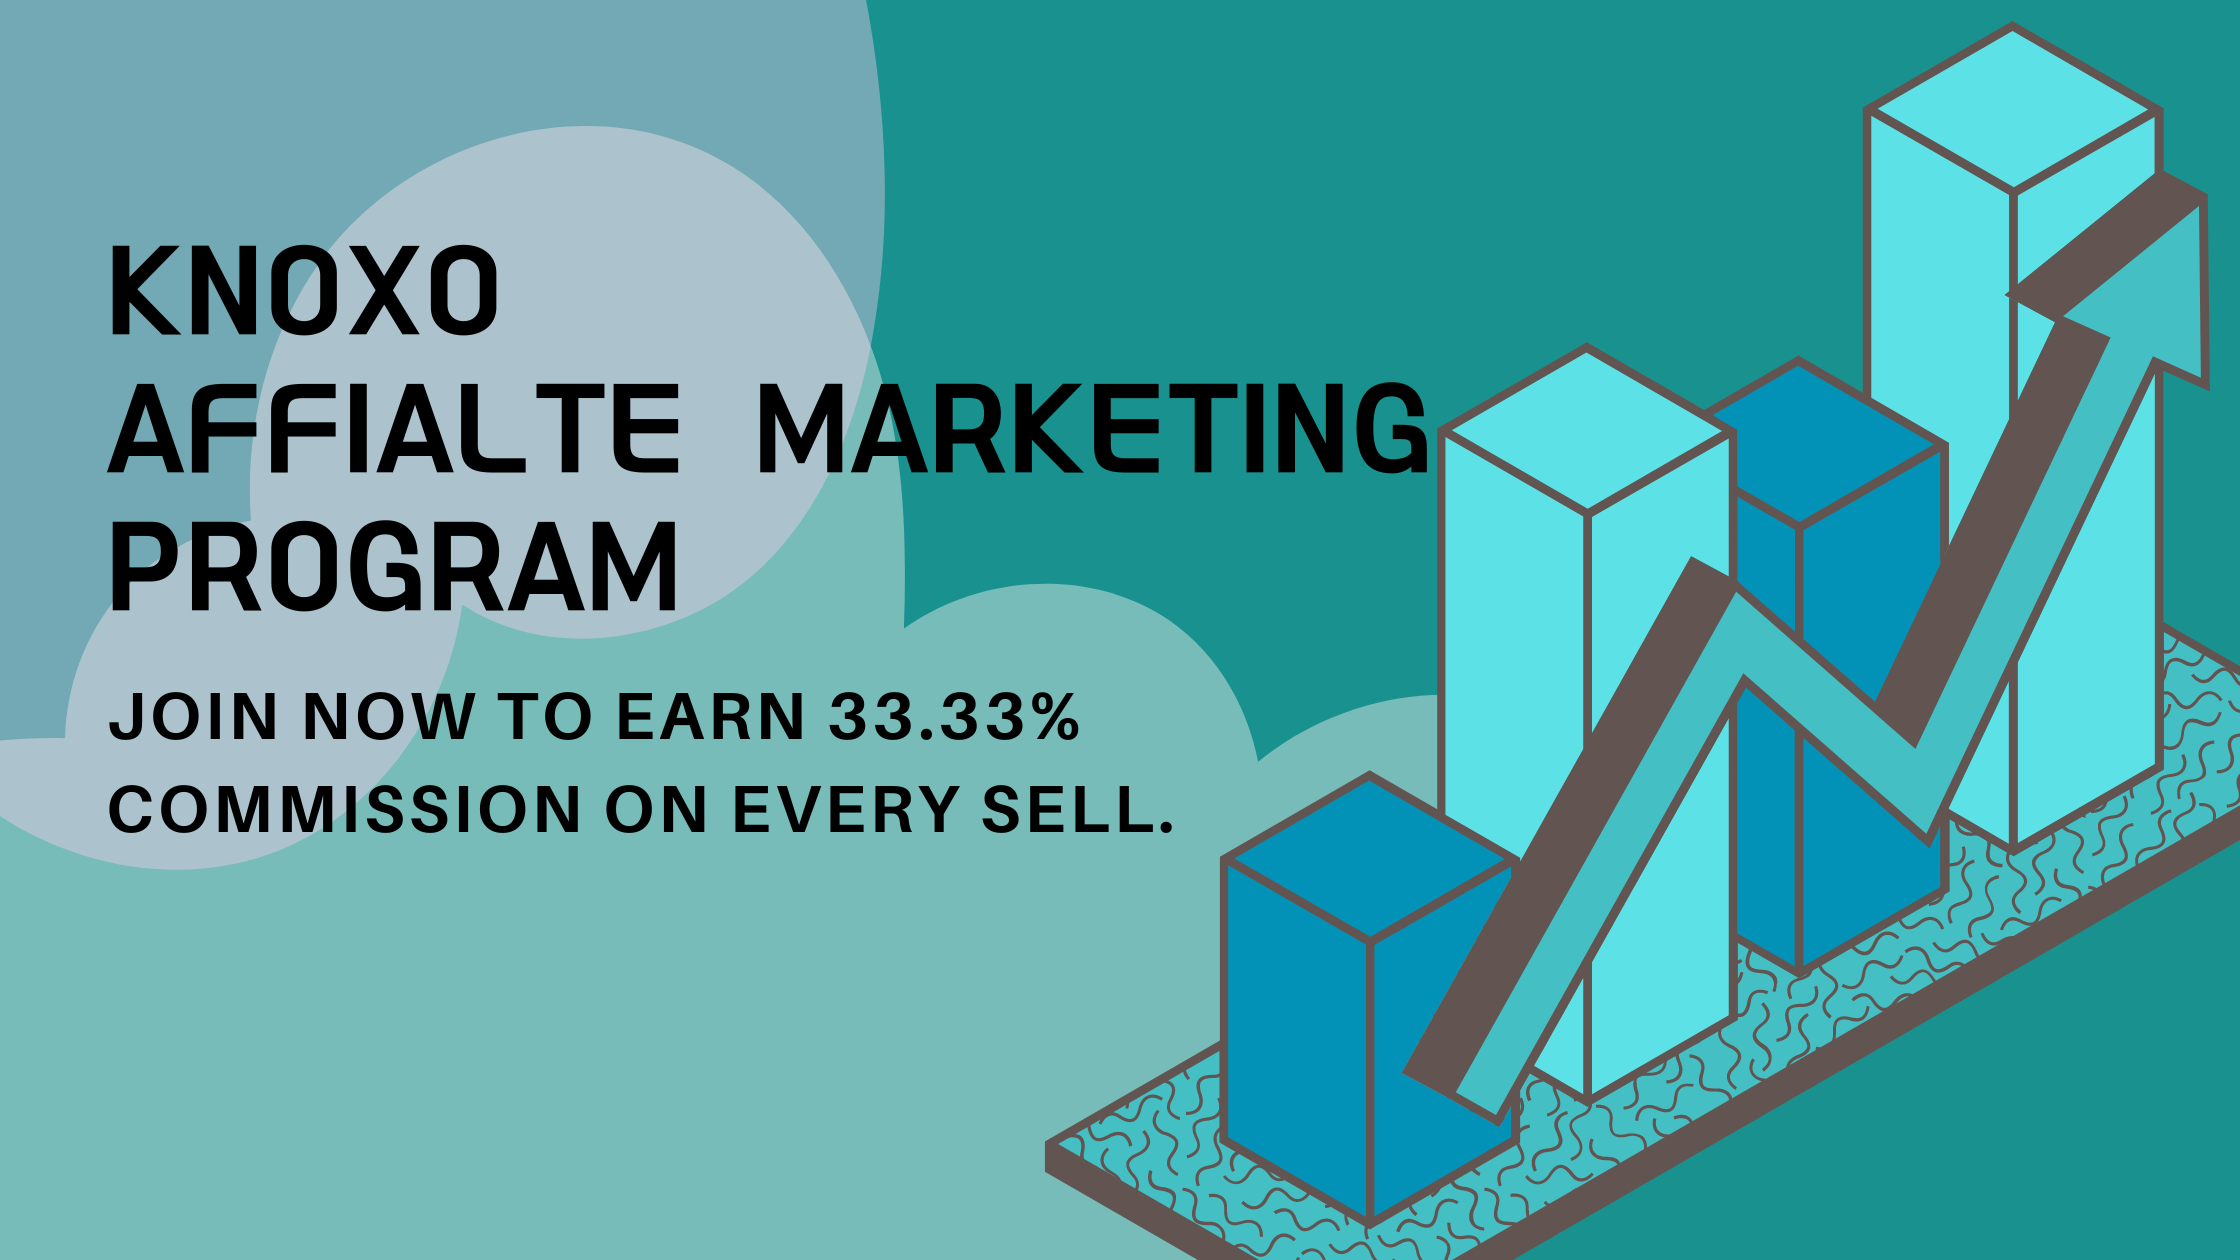 KNOXO
AFFIALTE MARKETING
PROGRAM
JOIN NOW TO EARN 33.33%
COMMISSION ON EVERY SELL.